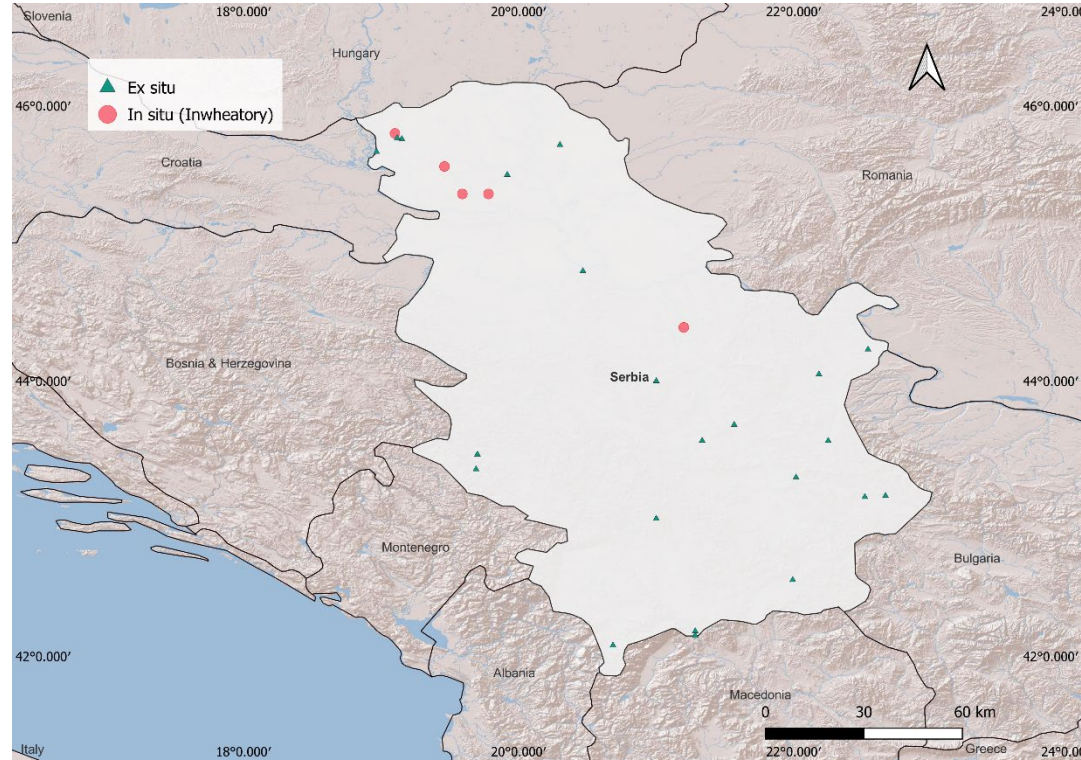 18°0.000' 20°0.000' 22°0.000' 24°0.00
Slovenia
Hungary
Ex situ
In situ (Inwheatory)
46°0.000' 46°0.000'
Croatia
Romania
Bosnia & Herzegovina
44°0.000' Serbia 44°0.000'
Montenegro
Bulgaria
42°0.000' 42°0.000'
Albania
Macedonia
0 30 60 km
Italy
18°0.000' 20°0.000' 22°0.000' 24°0.00
Greece